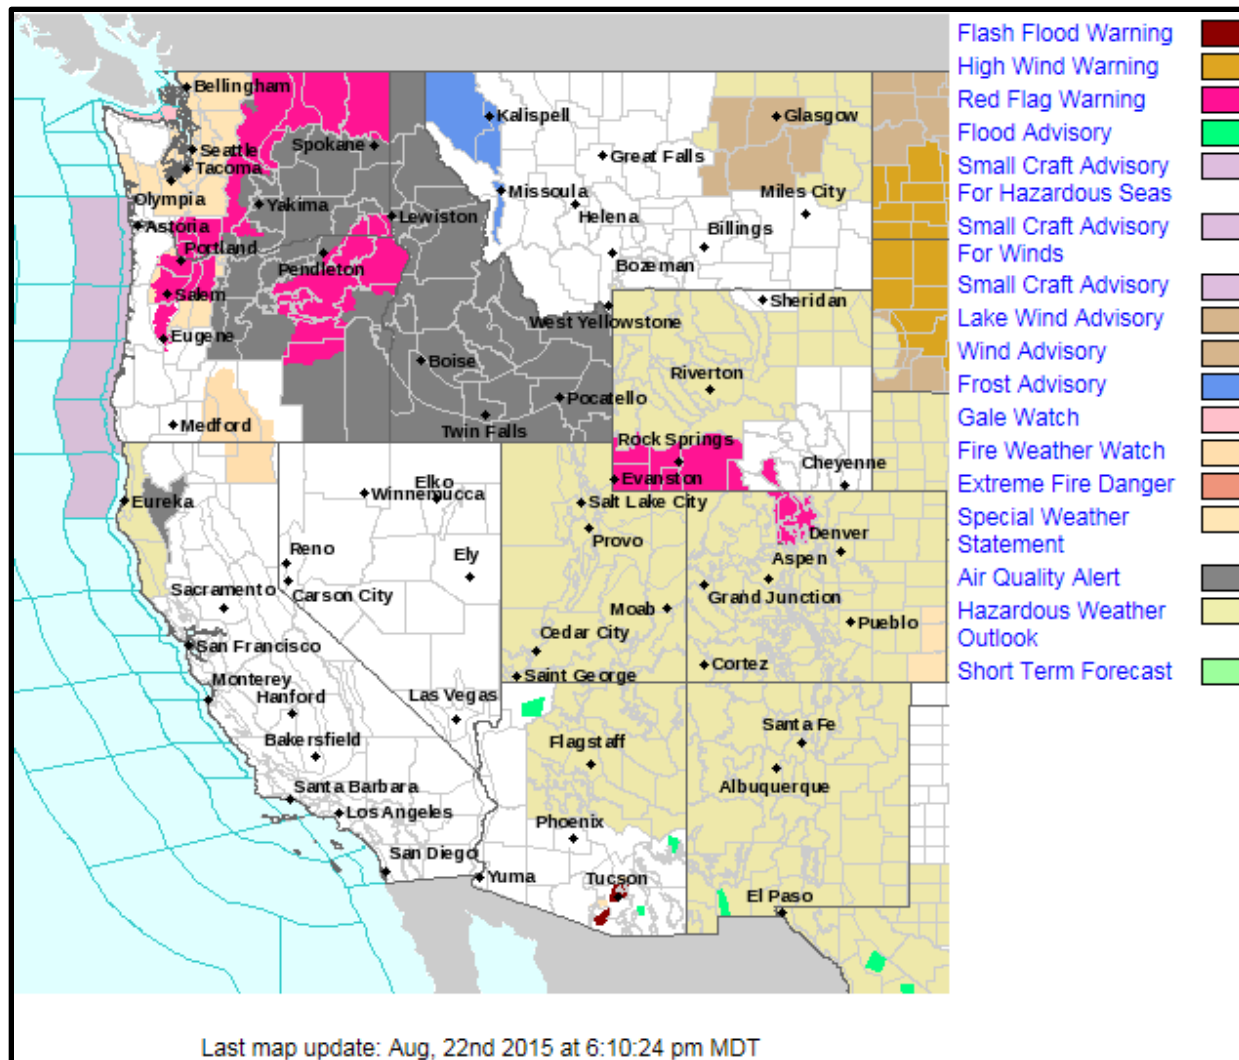 Bellingham
Seattle
Tacoma
Olympia
Spokane
Yakima
Astoria
Portland
Pendleton
Lewiston
Salem
Eugene
Medford
Kalispell
Missoula
Great Falls
Helena
Glasgow
Miles City
Billings
Bozeman
Sheridan
West Yellowstone
Boise
Pocatello
Twin Falls
Riverton
Rock Springs
Evanston
Cheyenne
Eureka
Elko
Winnemucca
Reno
Carson City
Ely
Salt Lake City
Provo
Moab
Cedar City
Saint George
Denver
Aspen
Grand Junction
Pueblo
Cortez
Sacramento
San Francisco
Monterey
Hanford
Bakersfield
Las Vegas
Santa Barbara
Los Angeles
San Diego
Yuma
Flagstaff
Phoenix
Tucson
Santa Fe
Albuquerque
El Paso
Flash Flood Warning
High Wind Warning
Red Flag Warning
Flood Advisory
Small Craft Advisory
For Hazardous Seas
Small Craft Advisory
For Winds
Small Craft Advisory
Lake Wind Advisory
Wind Advisory
Frost Advisory
Gale Watch
Fire Weather Watch
Extreme Fire Danger
Special Weather
Statement
Air Quality Alert
Hazardous Weather
Outlook
Short Term Forecast
Last map update: Aug, 22nd 2015 at 6:10:24 pm MDT